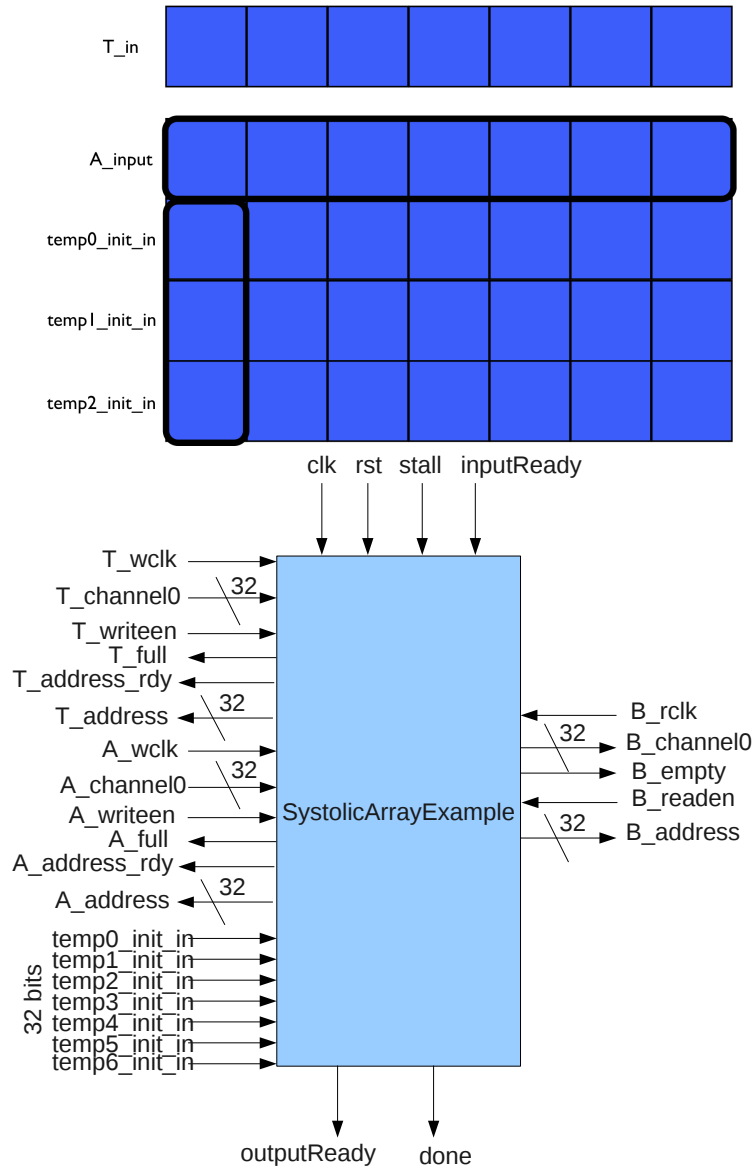 T_in
A_input
temp0_init_in
temp1_init_in
temp2_init_in
clk rst stall inputReady
T_wclk
T_channel0 32
T_writeen
T_full
T_address_rdy
T_address 32
A_wclk
A_channel0 32
A_writeen
A_full
A_address_rdy
A_address 32
32 bits
temp0_init_in
temp1_init_in
temp2_init_in
temp3_init_in
temp4_init_in
temp5_init_in
temp6_init_in
SystolicArrayExample
B_rclk
32 B_channel0
B_empty
B_readen
32 B_address
outputReady done